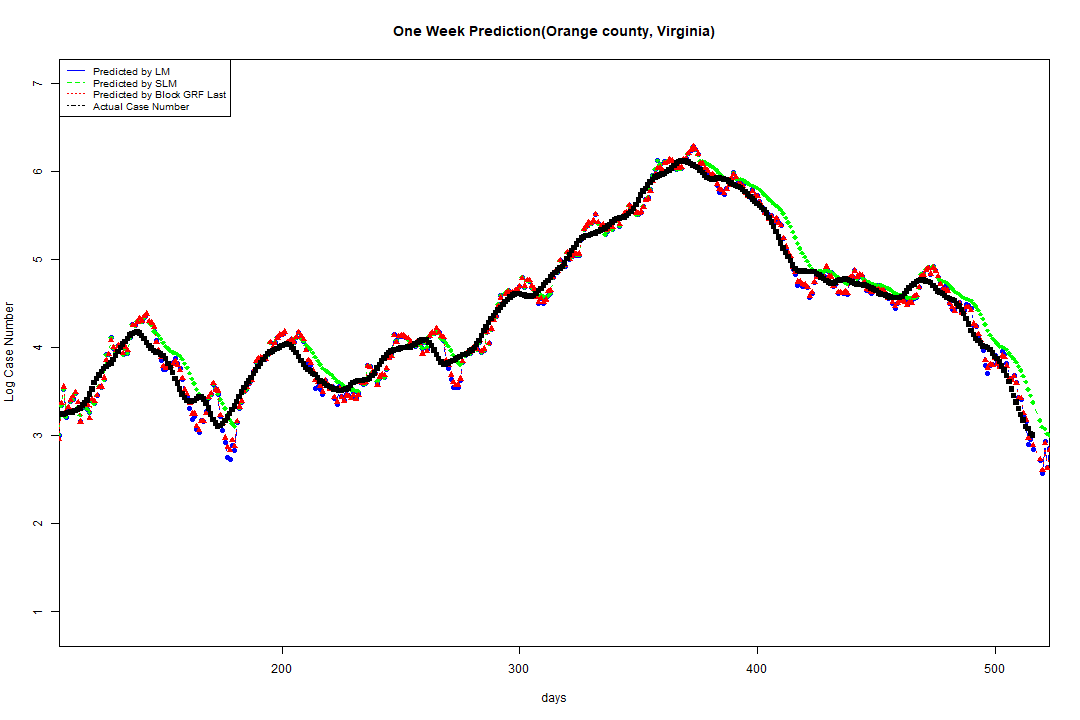 One Week Prediction(Orange county, Virginia)
Predicted by LM
Predicted by SLM
Predicted by Block GRF Last
Actual Case Number
7
6
5
4
3
2
1
Log Case Number
200
300
400
500
days